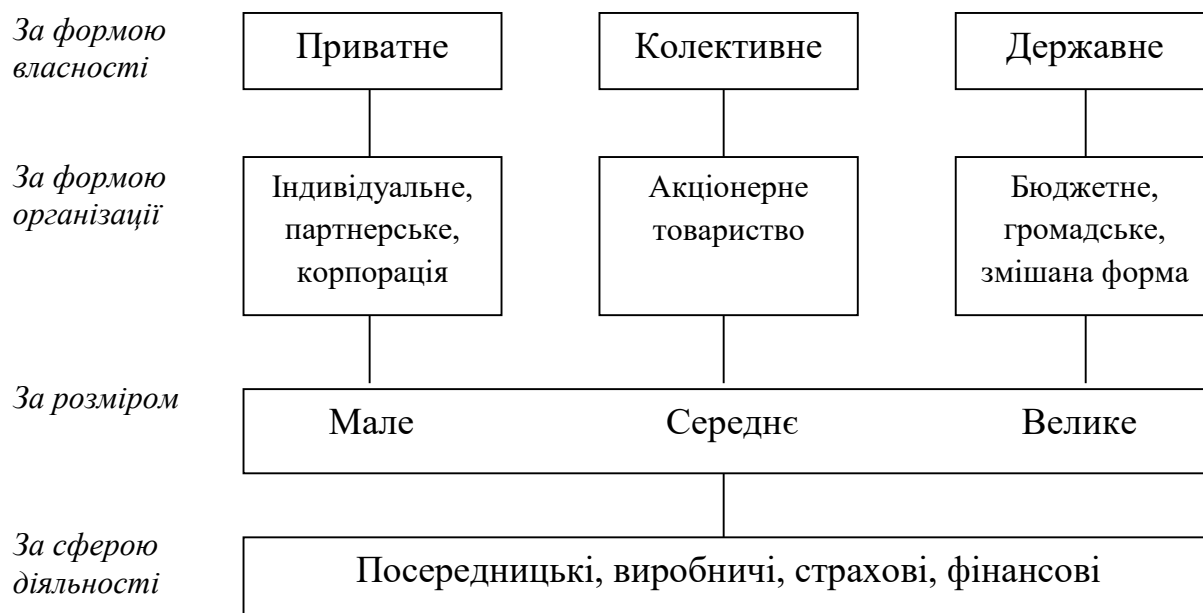 За формою
власності
Приватне
Колективне
Державне
За формою
організації
Індивідуальне,
партнерське,
корпорація
Акціонерне
товариство
Бюджетне,
громадське,
змішана форма
За розміром
Мале
Середнє
Велике
За сферою
діяльності
Посередницькі, виробничі, страхові, фінансові